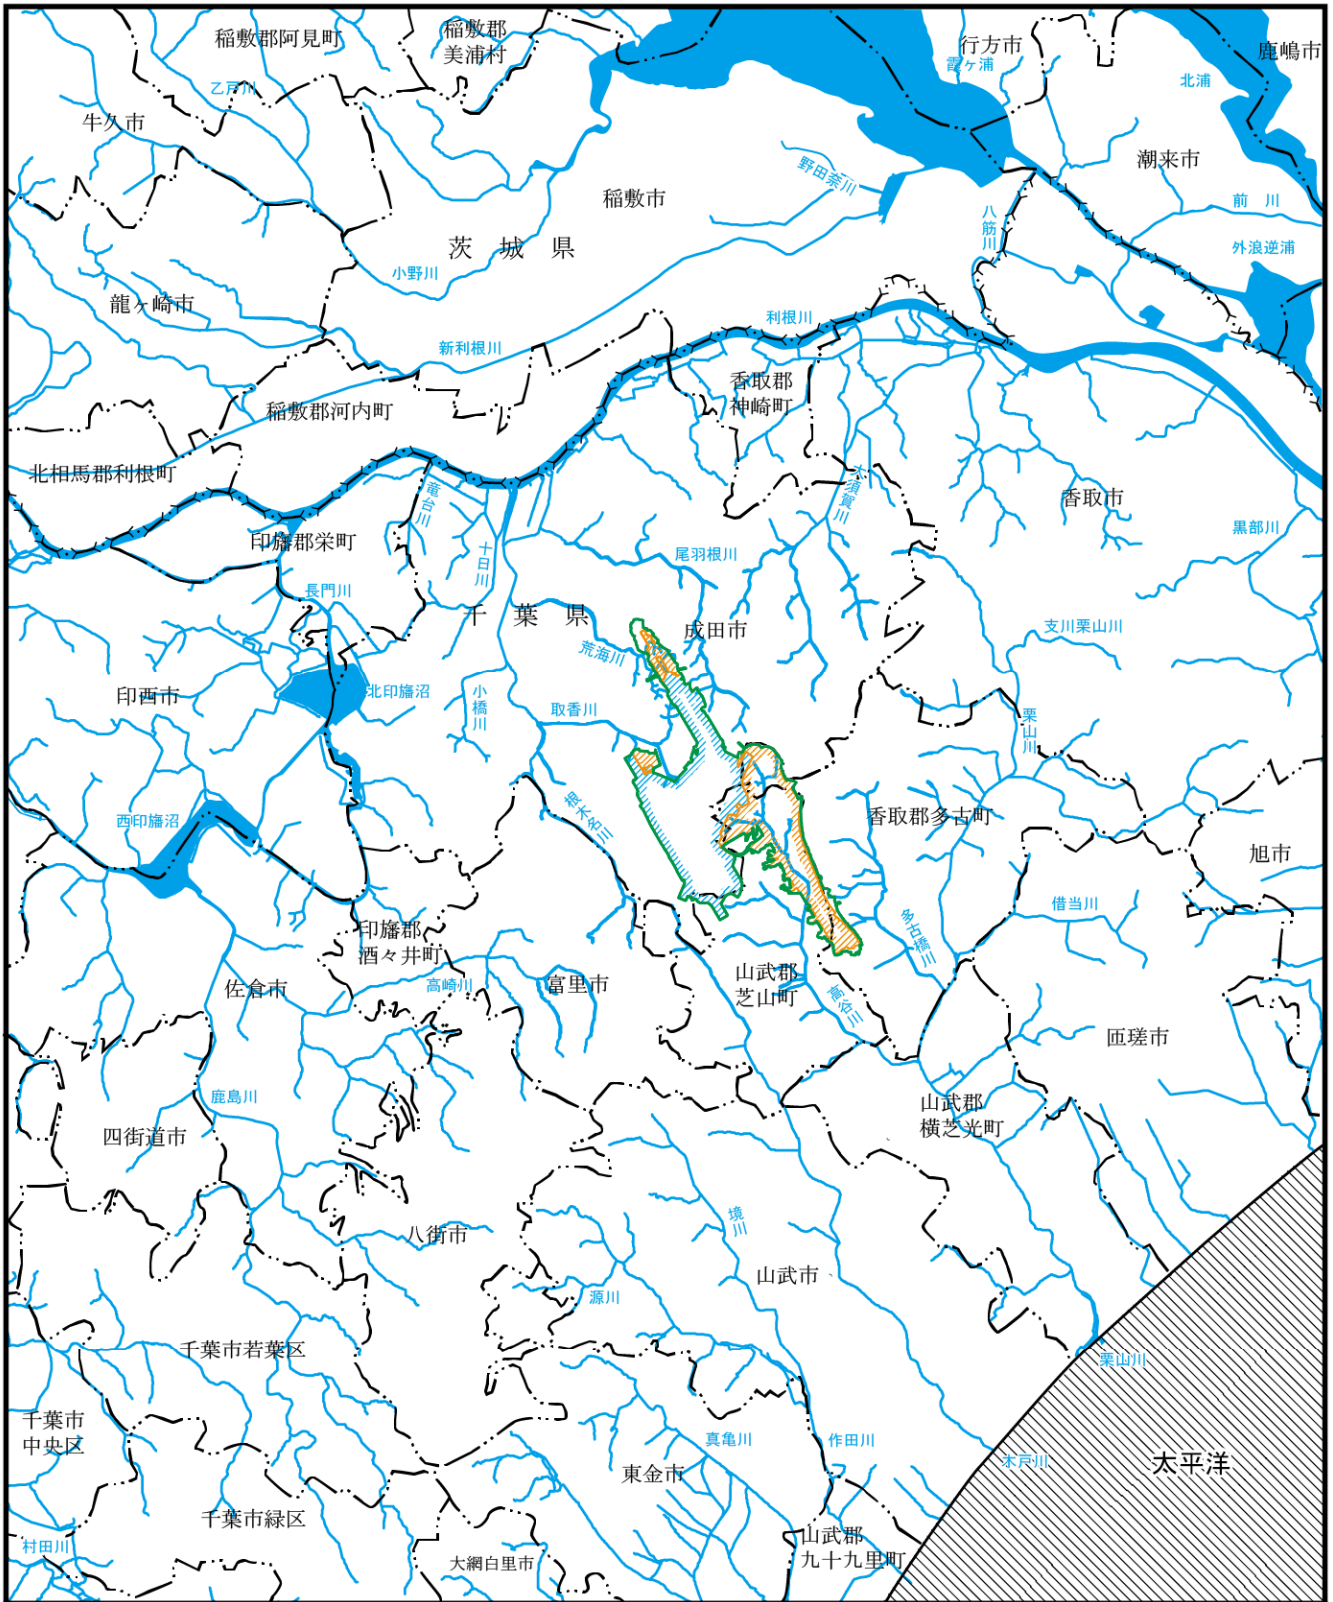 稲敷郡阿見町
稲敷郡
美浦村
行方市
霞ヶ浦
鹿嶋市
北浦
乙戸川
牛久市
潮来市
野田奈川
稲敷市
前 川
八筋川
茨 城 県
外浪逆浦
小野川
龍ヶ崎市
利根川
新利根川
香取郡
神崎町
稲敷郡河内町
北相馬郡利根町
大須賀川
香取市
竜台川
黒部川
印旛郡栄町
十日川
尾羽根川
長門川
千 葉 県
成田市
支川栗山川
荒海川
印西市
北印旛沼
小橋川
取香川
栗山川
根木名川
西印旛沼
香取郡多古町
旭市
借当川
多古橋川
印旛郡
酒々井町
山武郡
芝山町
佐倉市
高崎川
富里市
高谷川
匝瑳市
鹿島川
山武郡
横芝光町
四街道市
境川
八街市
山武市
源川
千葉市若葉区
栗山川
千葉市
中央区
真亀川
作田川
木戸川
太平洋
東金市
千葉市緑区
村田川
大網白里市
山武郡
九十九里町